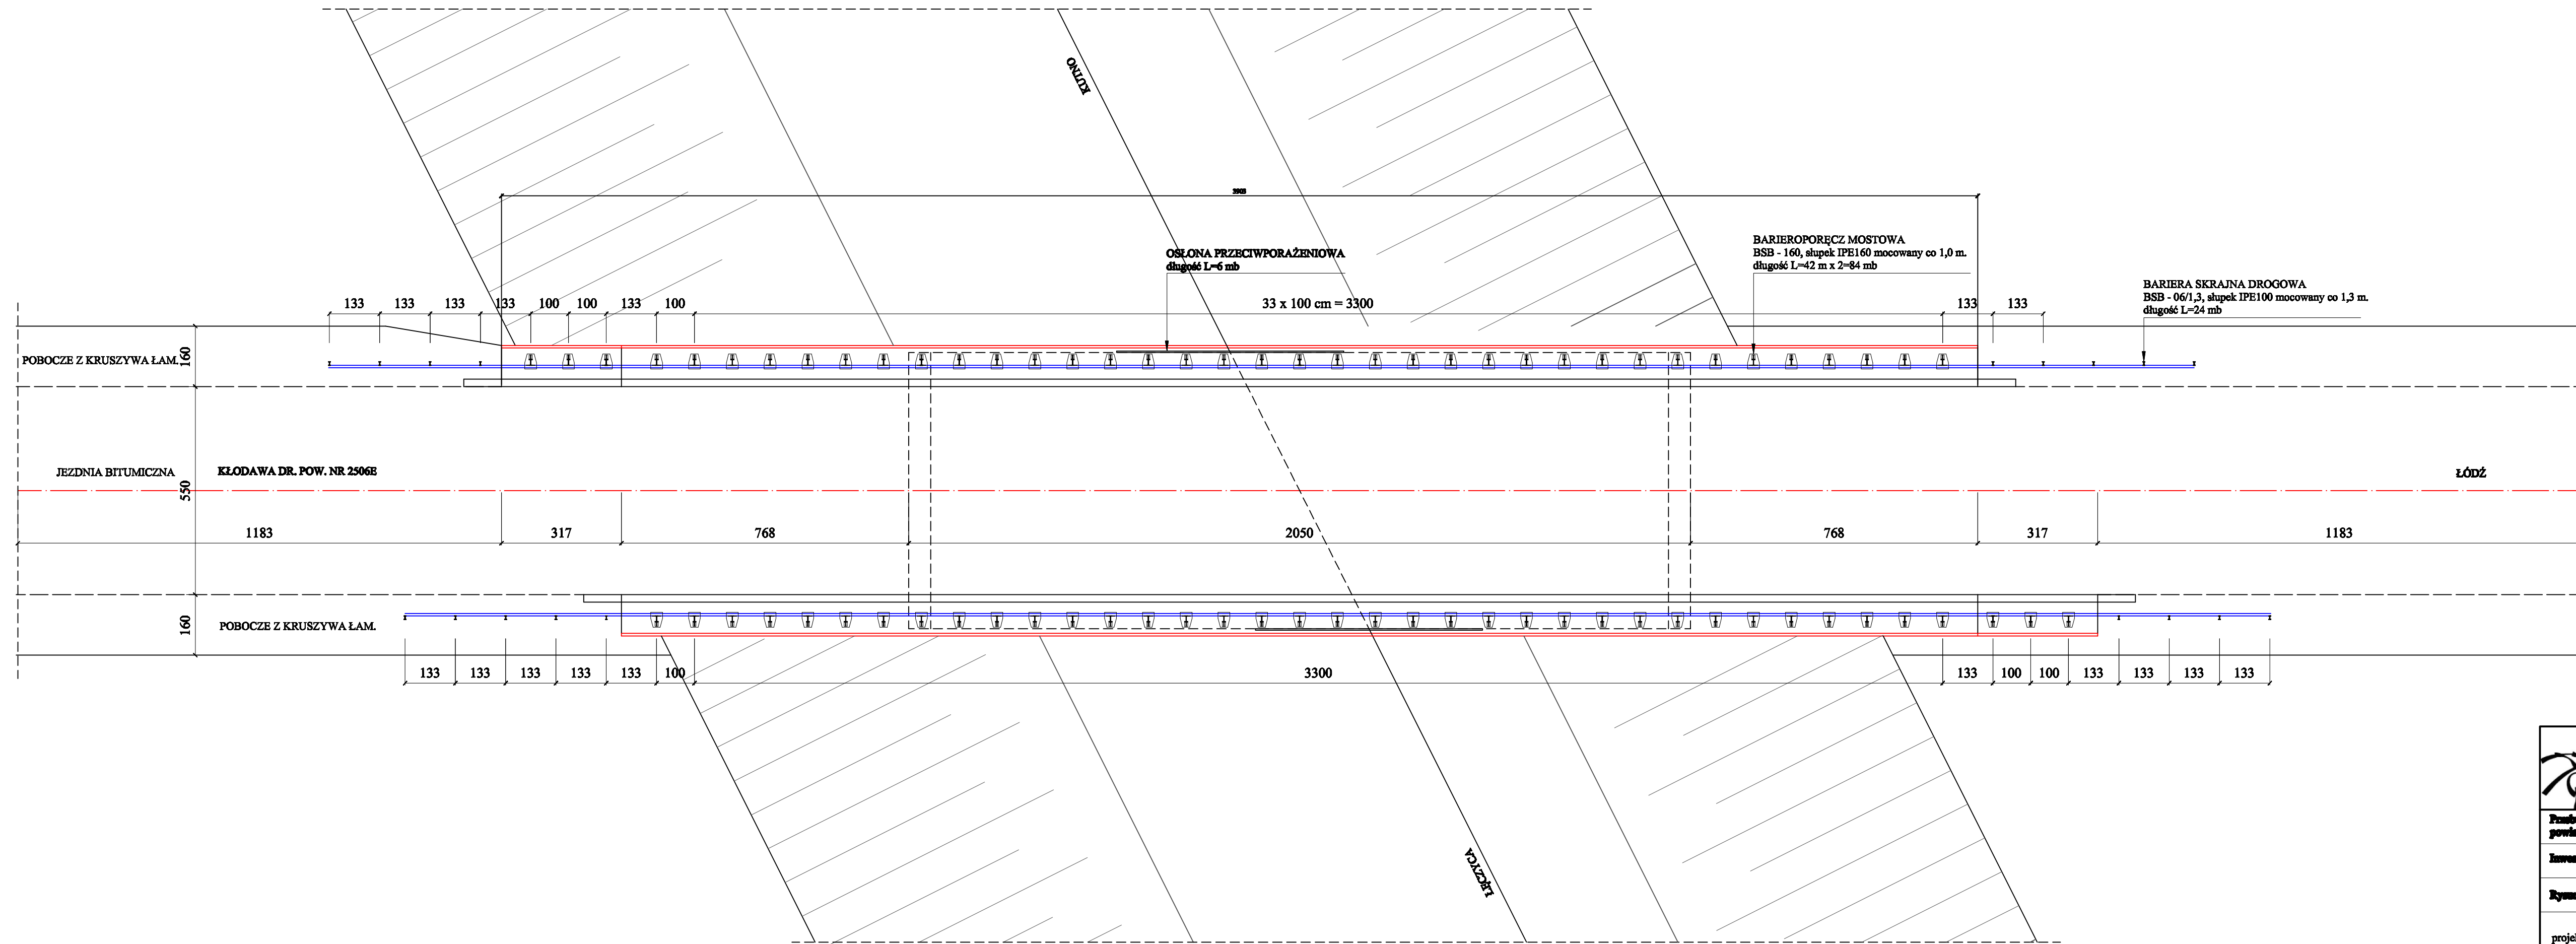 KUTNO
3903
OSŁONA PRZECIWPORAŻENIOWA
długość L=6 mb
BARIEROPORĘCZ MOSTOWA
BSB - 160, słupek IPE160 mocowany co 1,0 m.
długość L=42 m x 2=84 mb
BARIERA SKRAJNA DROGOWA
BSB - 06/1,3, słupek IPE100 mocowany co 1,3 m.
długość L=24 mb
133 133 133 133 100 100 133 100 33 x 100 cm = 3300 133 133
POBOCZE Z KRUSZYWA ŁAM.
160
JEZDNIA BITUMICZNA
KŁODAWA DR. POW. NR 2506E
ŁÓDŹ
550
1183 317 768 2050 768 317 1183
160
POBOCZE Z KRUSZYWA ŁAM.
133 133 133 133 133 100 3300 133 100 100 133 133 133 133
ŁĘCZYCA